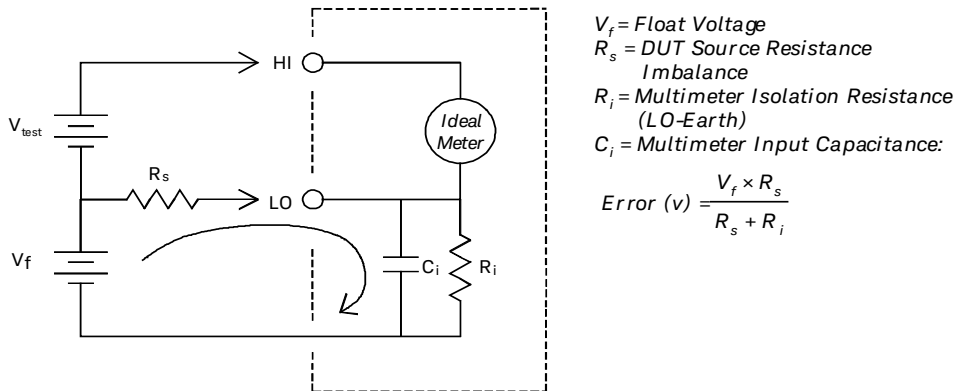 HI
V_test
Ideal
Meter
R_s
LO
V_f
C_i
R_i
V_f = Float Voltage
R_s = DUT Source Resistance
Imbalance
R_i = Multimeter Isolation Resistance
(LO-Earth)
C_i = Multimeter Input Capacitance:
Error (v) = V_f × R_s / R_s + R_i